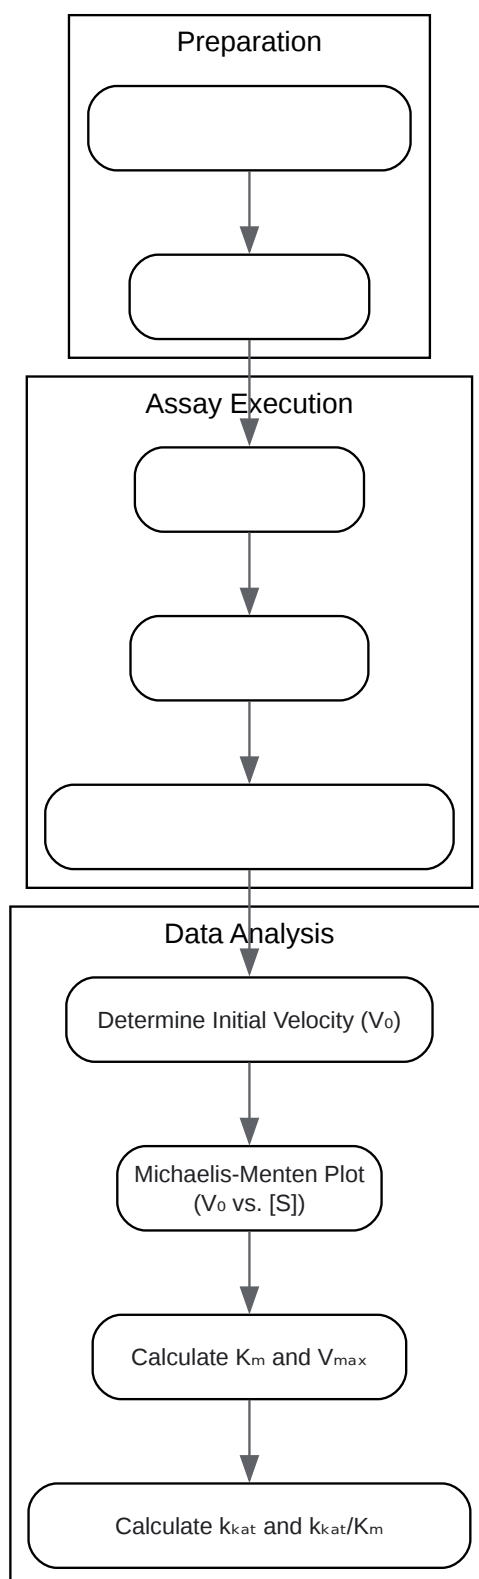 Preparation
Assay Execution
Data Analysis
Determine Initial Velocity (V₀)
Michaelis-Menten Plot
(V₀ vs. [S])
Calculate Kₘ and Vₘₐₓ
Calculate kₖₐₜ and kₖₐₜ/Kₘ